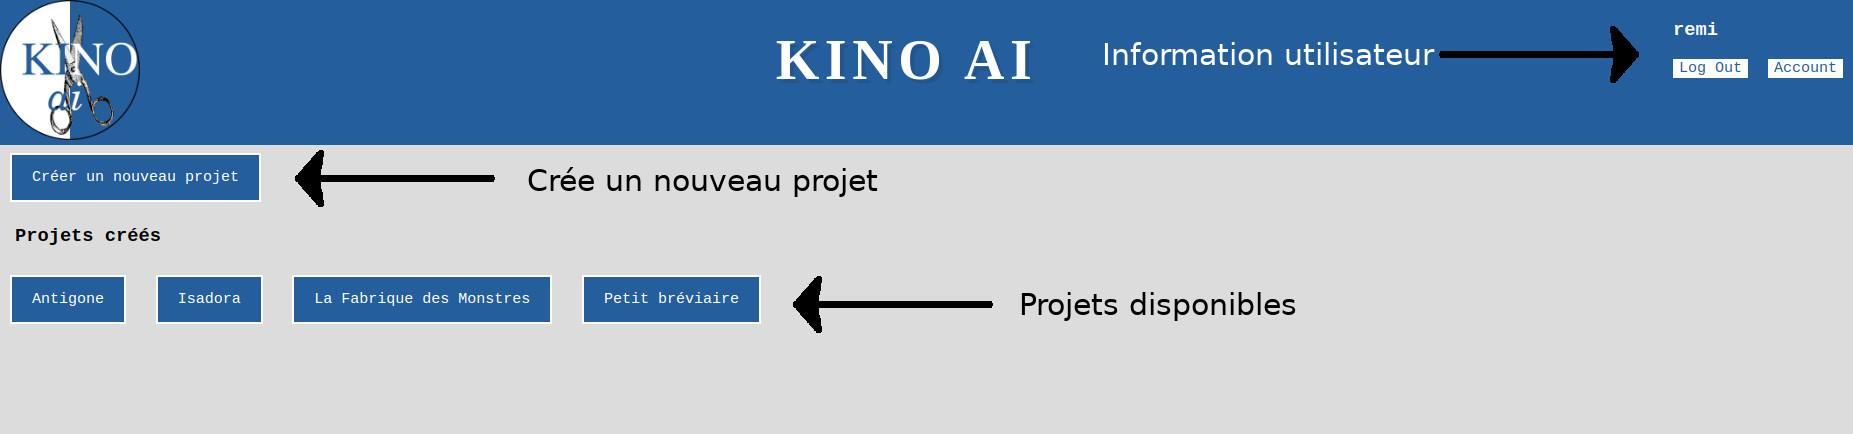 KINO
ai
KINO AI
Information utilisateur
remi
Log Out Account
Créer un nouveau projet
Crée un nouveau projet
Projets créés
Antigone Isadora La Fabrique des Monstres Petit bréviaire
Projets disponibles